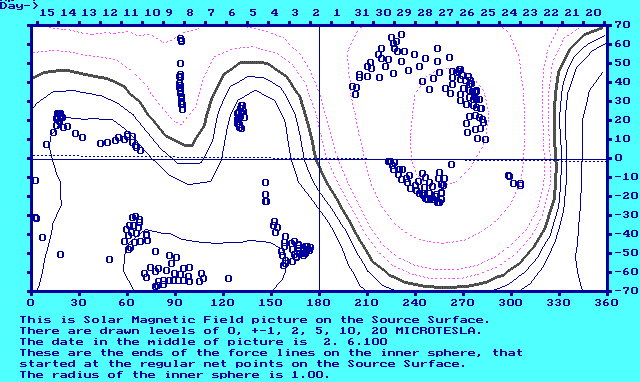 Day->
15 14 13 12 11 10 9 8 7 6 5 4 3 2 1 30 29 28 27 26 25 24 23 22 21 20
70
60
50
40
30
20
10
0
-10
-20
-30
-40
-50
-60
-70
0 30 60 90 120 150 180 210 240 270 300 330 360
This is Solar Magnetic Field picture on the Source Surface.
There are drawn levels of 0, +-1, 2, 5, 10, 20 MICROTESLA.
The date in the middle of picture is 2. 6.100
These are the ends of the force lines on the inner sphere, that
started at the regular net points on the Source Surface.
The radius of the inner sphere is 1.00.